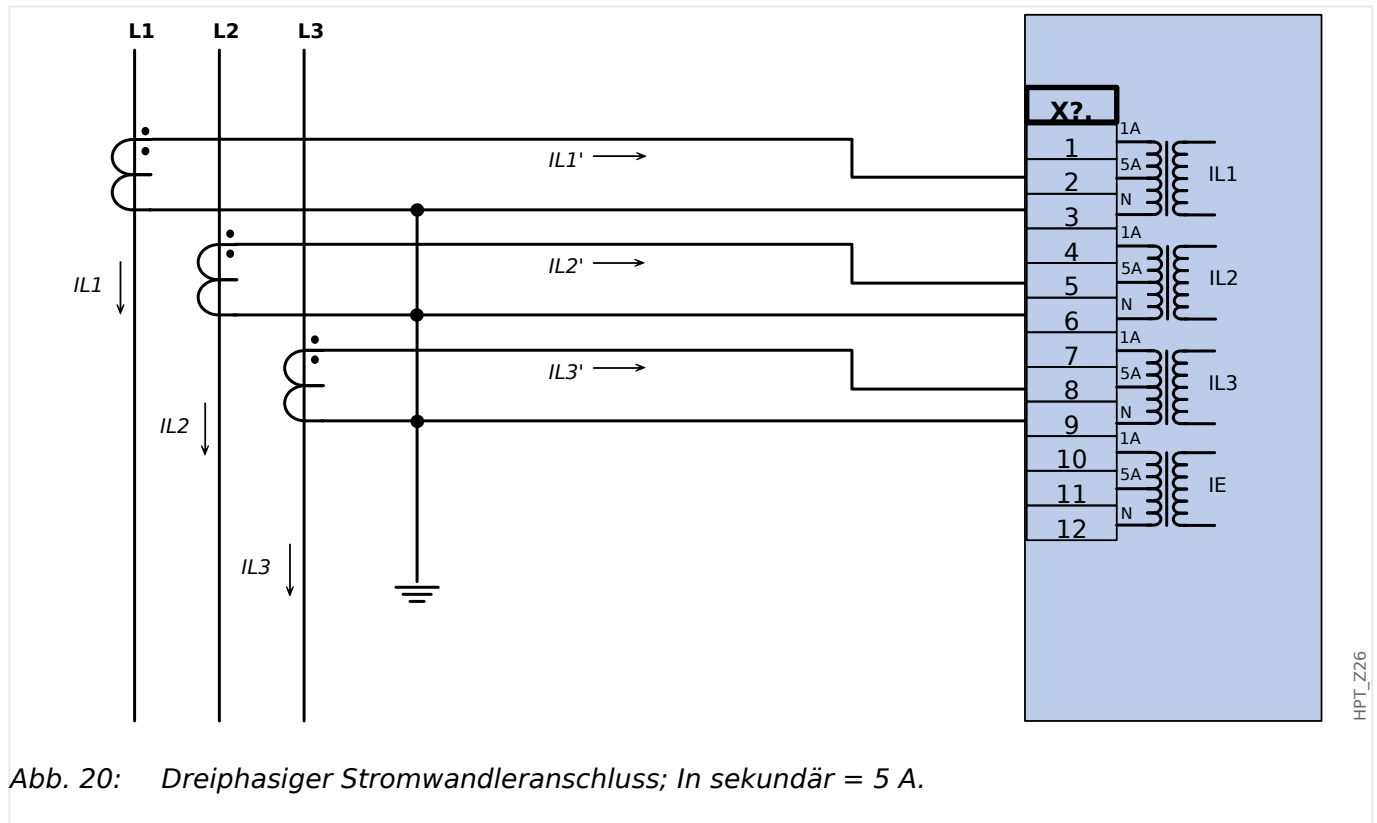 L1 L2 L3
X?.
1 1A
2 5A IL1
3 N
4 1A
5 5A IL2
6 N
7 1A
8 5A IL3
9 N
10 1A
11 5A IE
12 N
IL1'
IL2'
IL3'
IL1
IL2
IL3
HPT_Z26
Abb. 20: Dreiphasiger Stromwandleranschluss; In sekundär = 5 A.